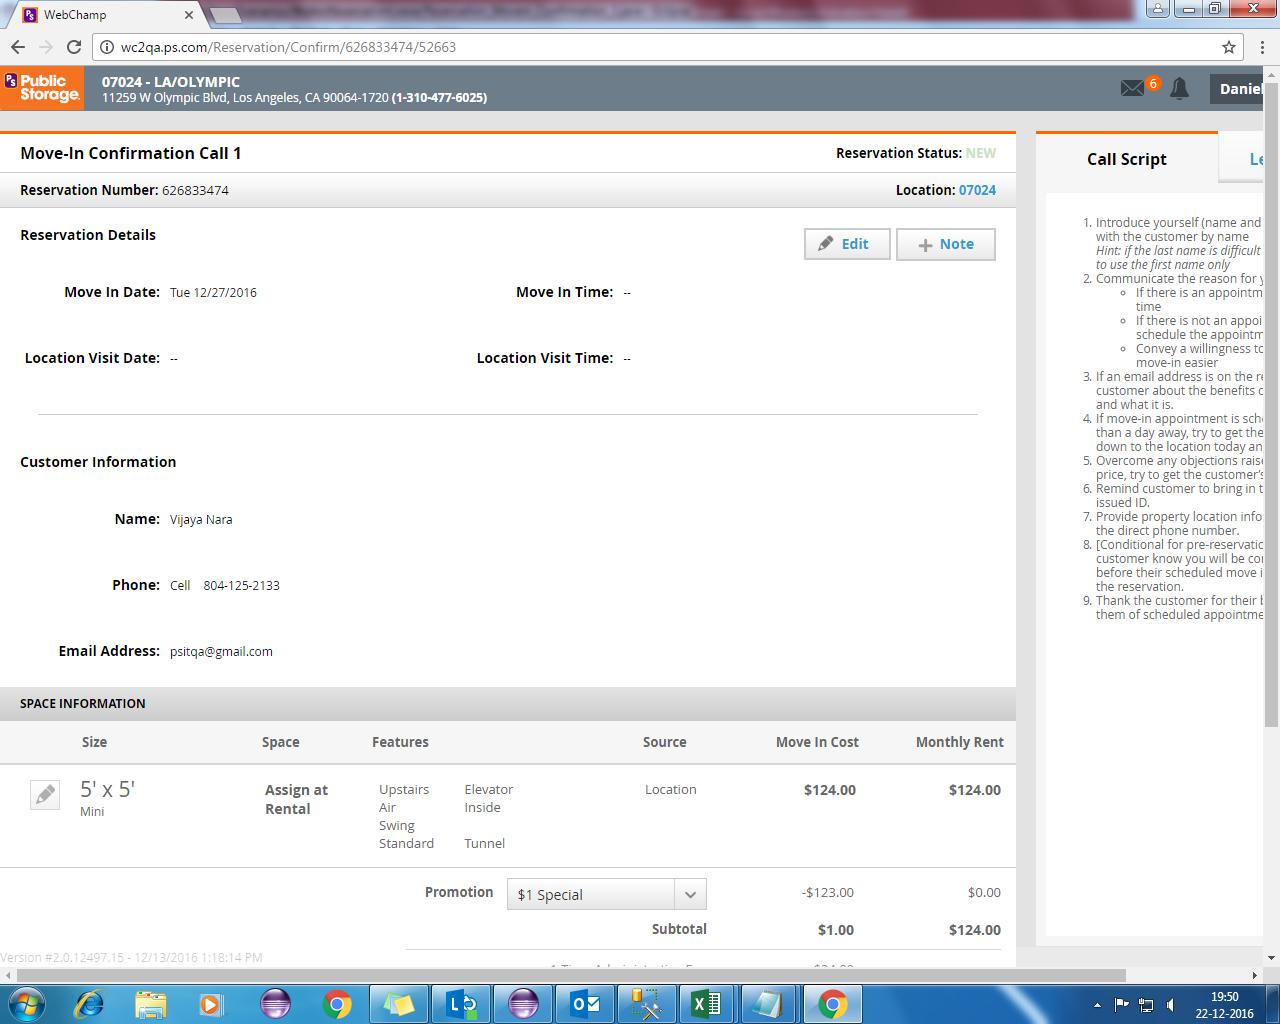 WebChamp
wc2qa.ps.com/Reservation/Confirm/626833474/52663
PS Public Storage.
07024 - LA/OLYMPIC
11259 W Olympic Blvd, Los Angeles, CA 90064-1720 (1-310-477-6025)
6
Daniel
Move-In Confirmation Call 1
Reservation Status: NEW
Reservation Number: 626833474
Location: 07024
Reservation Details
Edit
Note
Move In Date: Tue 12/27/2016
Move In Time: --
Location Visit Date: --
Location Visit Time: --
Customer Information
Name: Vijaya Nara
Phone: Cell 804-125-2133
Email Address: psitqa@gmail.com
SPACE INFORMATION
Size Space Features Source Move In Cost Monthly Rent
5' x 5'
Mini
Assign at
Rental
Upstairs Elevator
Air Inside
Swing
Standard Tunnel
Location
$124.00
$124.00
Promotion $1 Special -$123.00 $0.00
Subtotal $1.00 $124.00
Version #2.0.12497.15 - 12/13/2016 1:18:14 PM
Call Script
Le
1. Introduce yourself (name and
with the customer by name
Hint: if the last name is difficult
to use the first name only
2. Communicate the reason for y
If there is an appointm
time
If there is not an appoi
schedule the appointm
Convey a willingness to
move-in easier
3. If an email address is on the re
customer about the benefits o
and what it is.
4. If move-in appointment is sche
than a day away, try to get the
down to the location today an
5. Overcome any objections raise
price, try to get the customer's
6. Remind customer to bring in t
issued ID.
7. Provide property location info
the direct phone number.
8. [Conditional for pre-reservatic
customer know you will be co
before their scheduled move i
the reservation.
9. Thank the customer for their b
them of scheduled appointme
19:50
22-12-2016